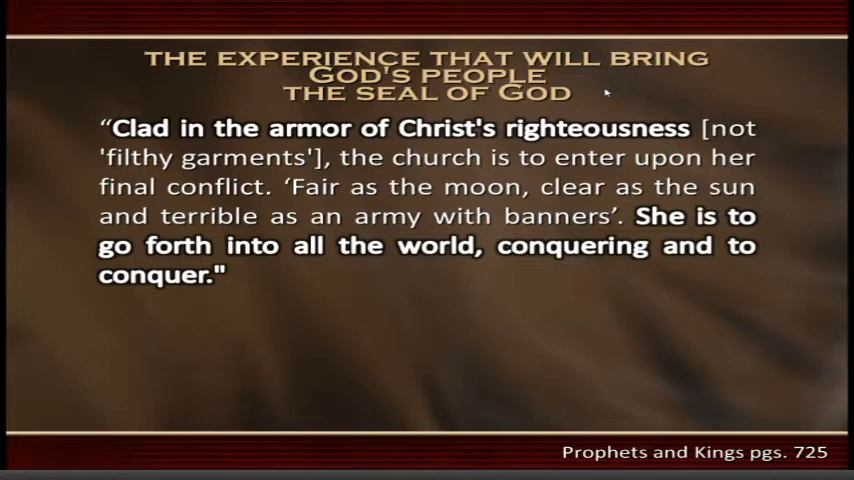 THE EXPERIENCE THAT WILL BRING
GOD'S PEOPLE
THE SEAL OF GOD
“Clad in the armor of Christ's righteousness [not
'filthy garments'], the church is to enter upon her
final conflict. ‘Fair as the moon, clear as the sun
and terrible as an army with banners’. She is to
go forth into all the world, conquering and to
conquer."
Prophets and Kings pgs. 725